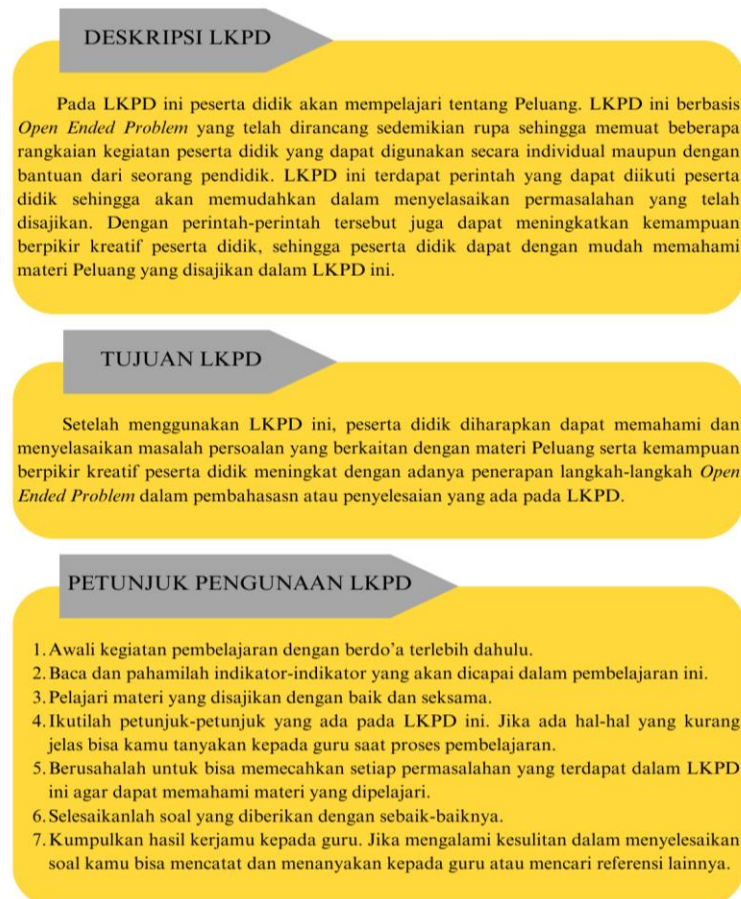 DESKRIPSI LKPD
Pada LKPD ini peserta didik akan mempelajari tentang Peluang. LKPD ini berbasis
Open Ended Problem yang telah dirancang sedemikian rupa sehingga memuat beberapa
rangkaian kegiatan peserta didik yang dapat digunakan secara individual maupun dengan
bantuan dari seorang pendidik. LKPD ini terdapat perintah yang dapat diikuti peserta
didik sehingga akan memudahkan dalam menyelasaikan permasalahan yang telah
disajikan. Dengan perintah-perintah tersebut juga dapat meningkatkan kemampuan
berpikir kreatif peserta didik, sehingga peserta didik dapat dengan mudah memahami
materi Peluang yang disajikan dalam LKPD ini.
TUJUAN LKPD
Setelah menggunakan LKPD ini, peserta didik diharapkan dapat memahami dan
menyelasaikan masalah persoalan yang berkaitan dengan materi Peluang serta kemampuan
berpikir kreatif peserta didik meningkat dengan adanya penerapan langkah-langkah Open
Ended Problem dalam pembahasasn atau penyelesaian yang ada pada LKPD.
PETUNJUK PENGUNAAN LKPD
1. Awali kegiatan pembelajaran dengan berdo'a terlebih dahulu.
2. Baca dan pahamilah indikator-indikator yang akan dicapai dalam pembelajaran ini.
3. Pelajari materi yang disajikan dengan baik dan seksama.
4. Ikutilah petunjuk-petunjuk yang ada pada LKPD ini. Jika ada hal-hal yang kurang
jelas bisa kamu tanyakan kepada guru saat proses pembelajaran.
5. Berusahalah untuk bisa memecahkan setiap permasalahan yang terdapat dalam LKPD
ini agar dapat memahami materi yang dipelajari.
6. Selesaikanlah soal yang diberikan dengan sebaik-baiknya.
7. Kumpulkan hasil kerjamu kepada guru. Jika mengalami kesulitan dalam menyelesaikan
soal kamu bisa mencatat dan menanyakan kepada guru atau mencari referensi lainnya.